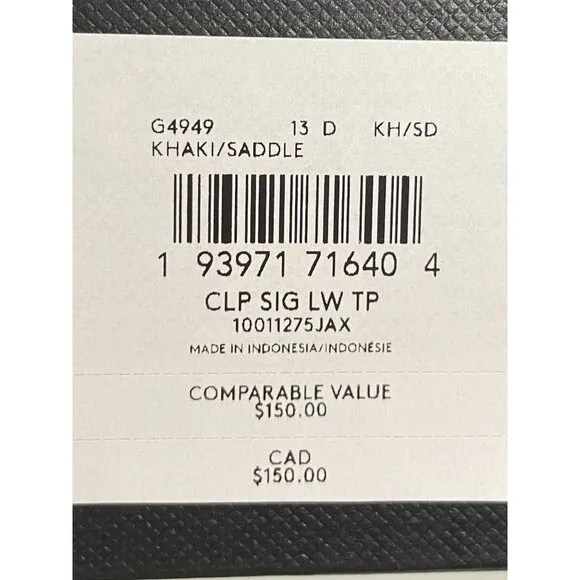 G4949 13 D KH/SD
KHAKI/SADDLE
1 93971 71640 4
CLP SIG LW TP
10011275JAX
MADE IN INDONESIA/INDONÉSIE
COMPARABLE VALUE
$150.00
CAD
$150.00